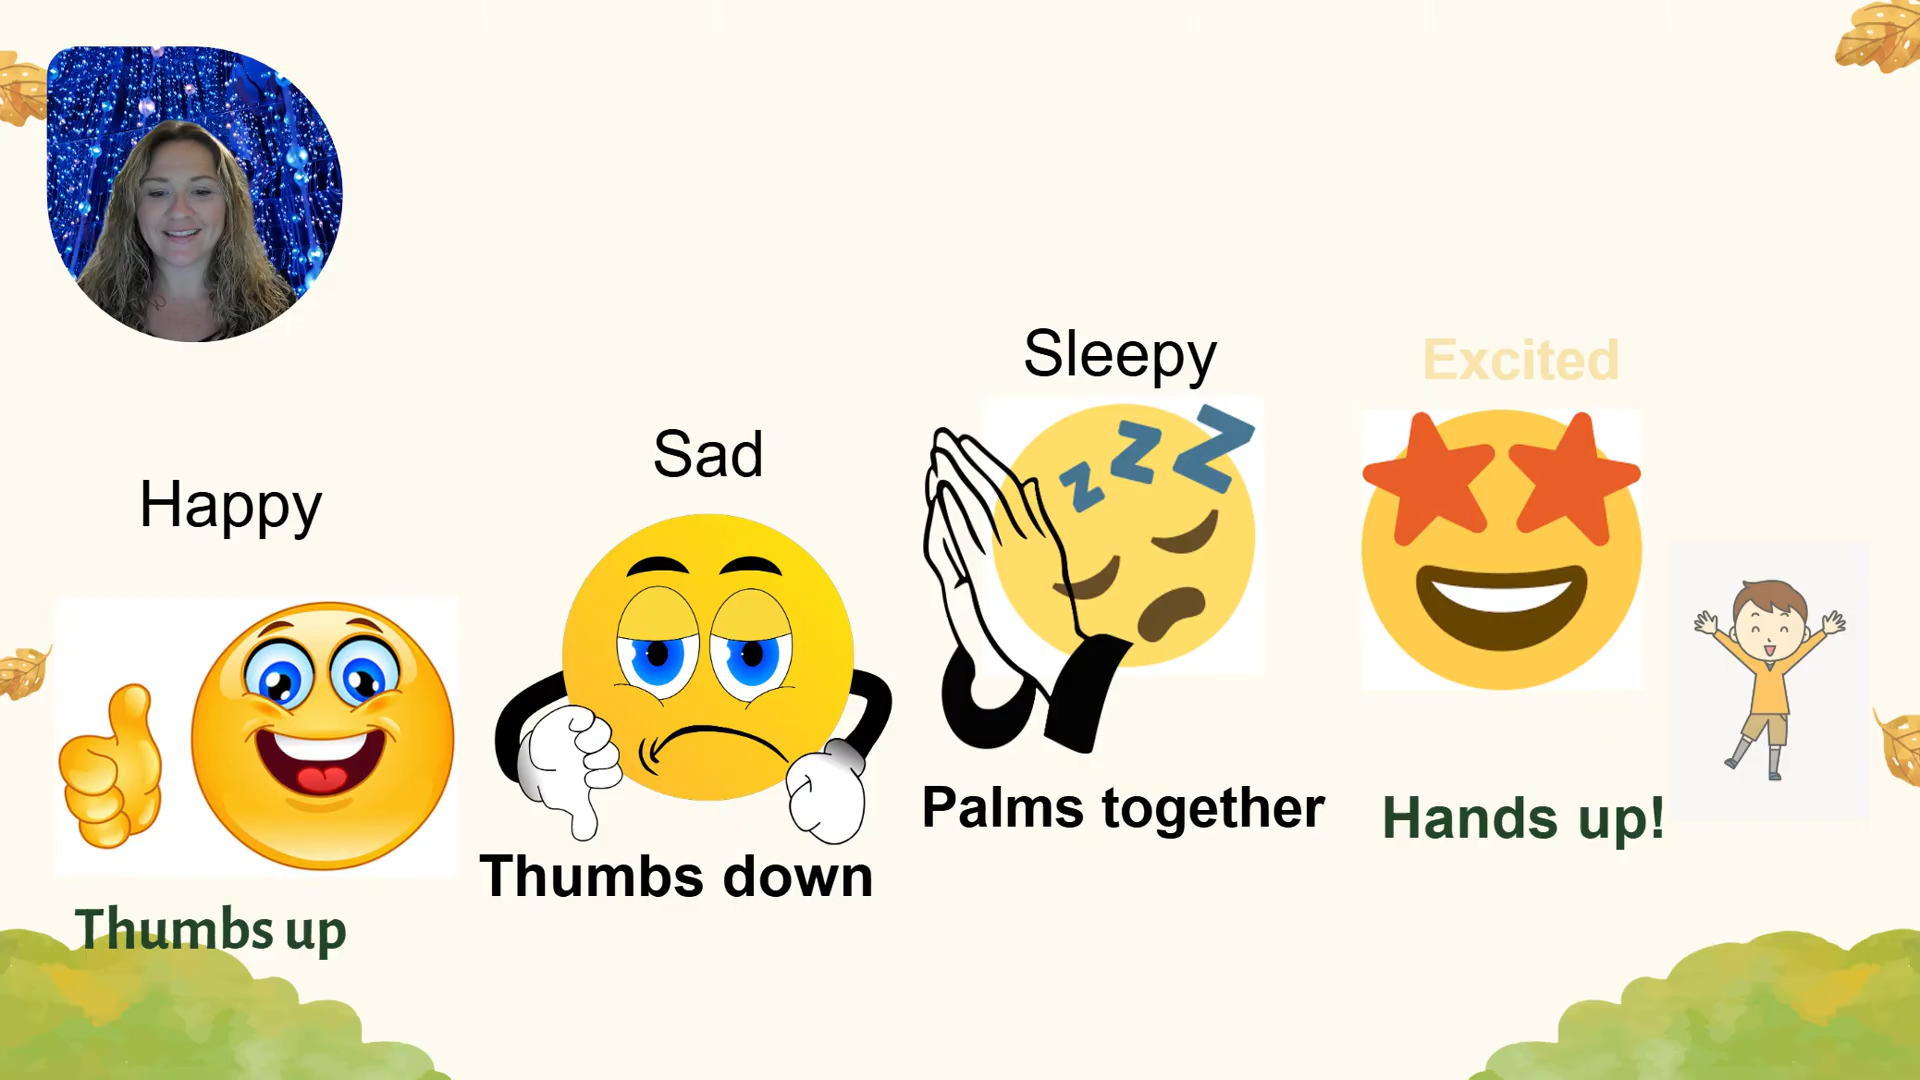 Happy
Sad
Sleepy
Excited
z z Z
Thumbs up
Thumbs down
Palms together
Hands up!